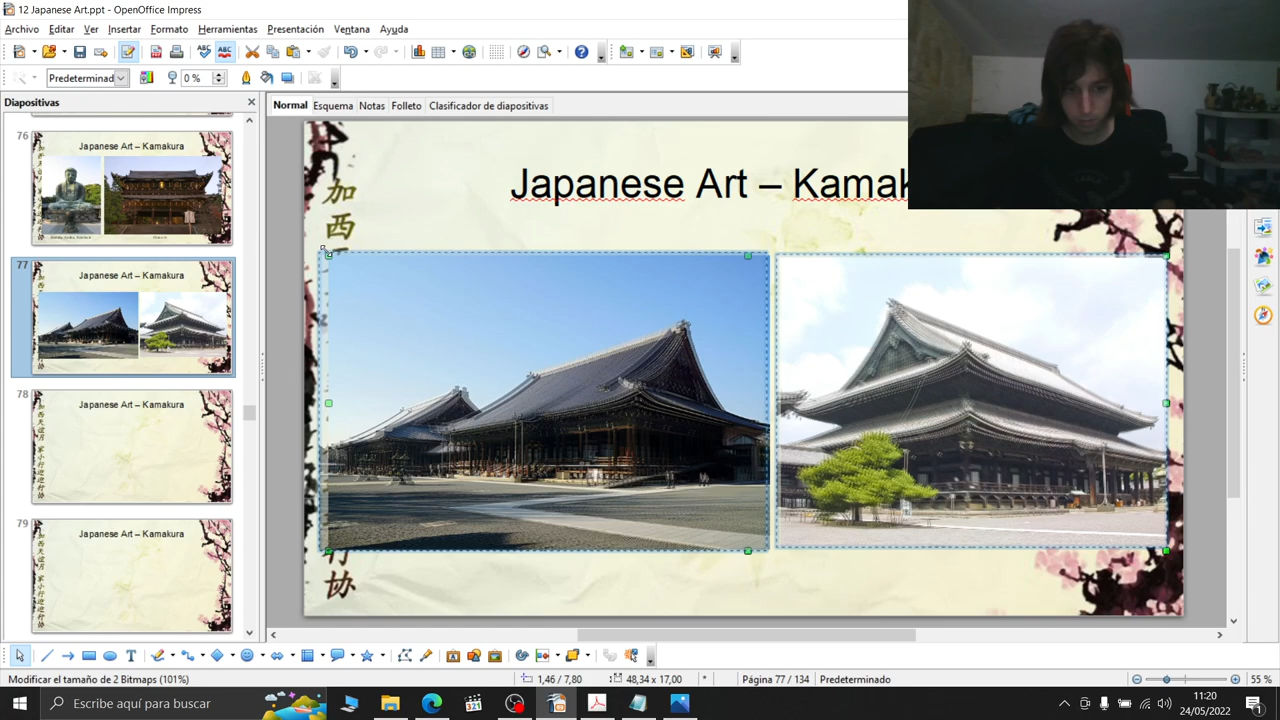 12 Japanese Art.ppt - OpenOffice Impress
Archivo Editar Ver Insertar Formato Herramientas Presentación Ventana Ayuda
Predeterminad 0 %
Diapositivas
Normal Esquema Notas Folleto Clasificador de diapositivas
76
Japanese Art – Kamakura
77
Japanese Art – Kamakura
78
Japanese Art – Kamakura
79
Japanese Art – Kamakura
Japanese Art – Kamak
加
西
行
协
Modificar el tamaño de 2 Bitmaps (101%) 1,46 / 7,80 48,34 x 17,00 * Página 77 / 134 Predeterminado 55 %
Escribe aquí para buscar
321
11:20
24/05/2022
1